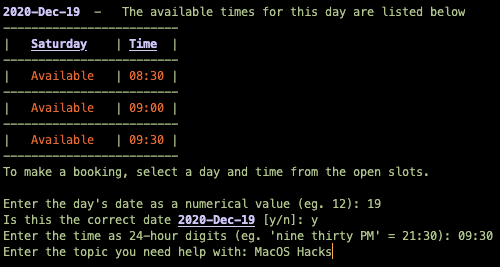 2020-Dec-19  -   The available times for this day are listed below
---------------------------
|   Saturday    | Time  |
---------------------------
|   Available   | 08:30 |
---------------------------
|   Available   | 09:00 |
---------------------------
|   Available   | 09:30 |
---------------------------
To make a booking, select a day and time from the open slots.

Enter the day's date as a numerical value (eg. 12): 19
Is this the correct date 2020-Dec-19 [y/n]: y
Enter the time as 24-hour digits (eg. 'nine thirty PM' = 21:30): 09:30
Enter the topic you need help with: MacOS Hacks